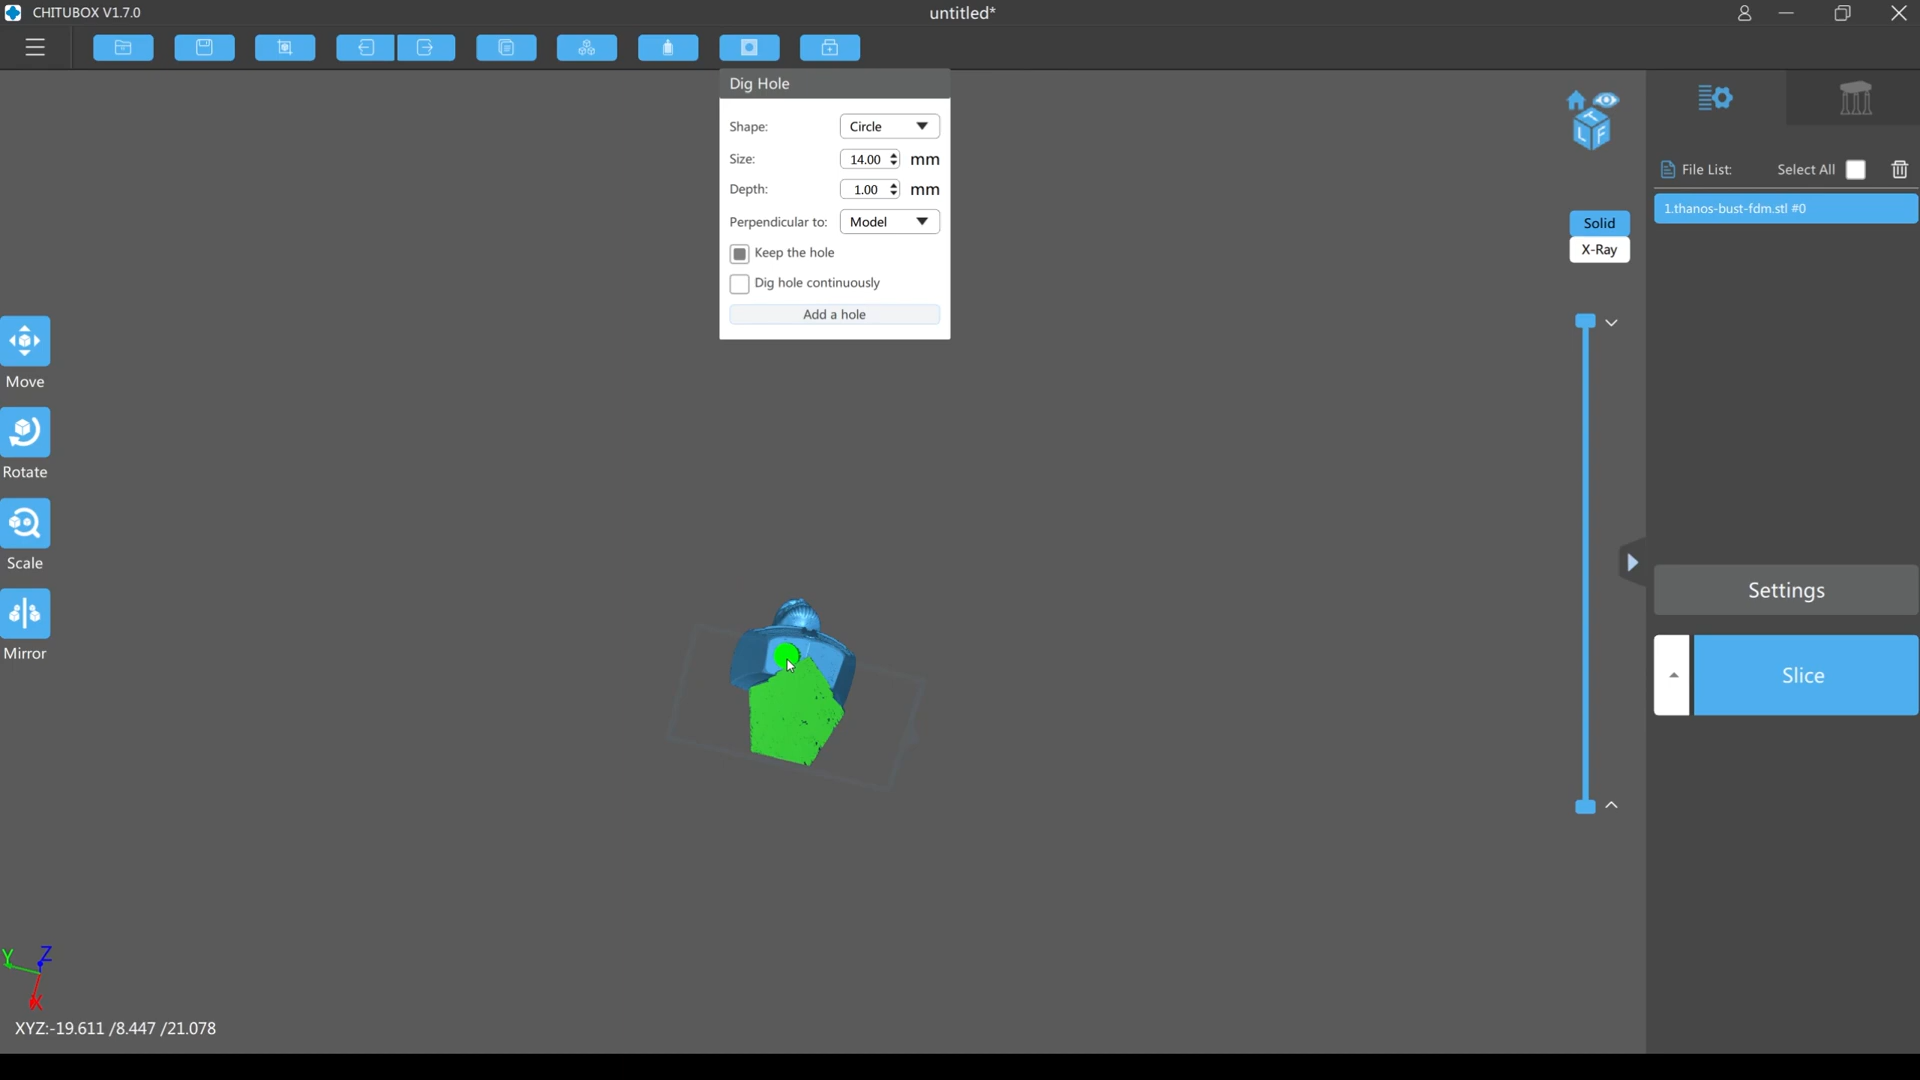 CHITUBOX V1.7.0
untitled*
Dig Hole
Shape: Circle
Size: 14.00 mm
Depth: 1.00 mm
Perpendicular to: Model
Keep the hole
Dig hole continuously
Add a hole
T
L F
Solid
X-Ray
File List: Select All
1.thanos-bust-fdm.stl #0
Move
Rotate
Scale
Mirror
Settings
Slice
Y Z
X
XYZ:-19.611 /8.447 /21.078